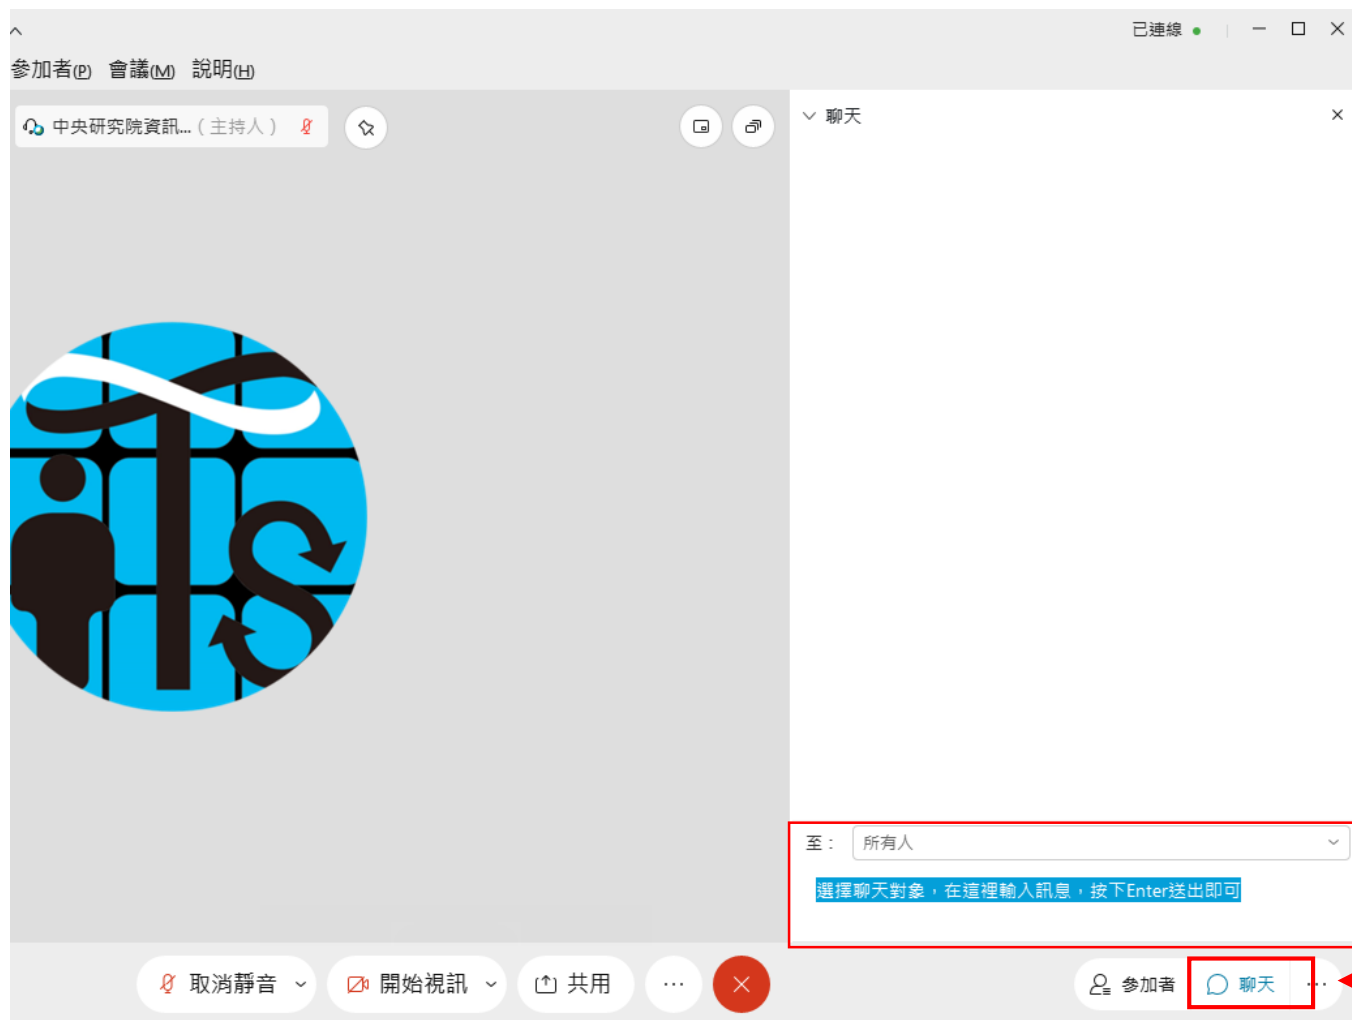 已連線
參加者(P) 會議(M) 說明(H)
中央研究院資訊... (主持人)
聊天
至： 所有人
選擇聊天對象，在這裡輸入訊息，按下Enter送出即可
取消靜音 開始視訊 共用 ... 參加者 聊天 ...